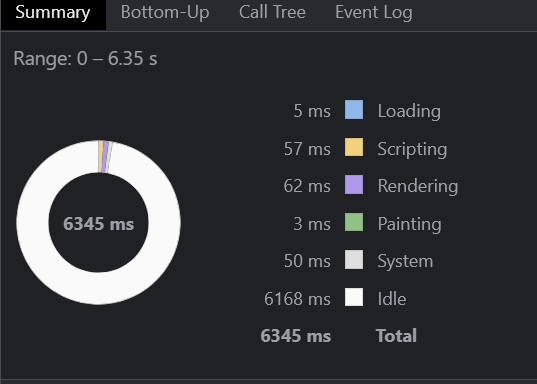 Summary Bottom-Up Call Tree Event Log
Range: 0 – 6.35 s
5 ms Loading
57 ms Scripting
62 ms Rendering
6345 ms
3 ms Painting
50 ms System
6168 ms Idle
6345 ms Total